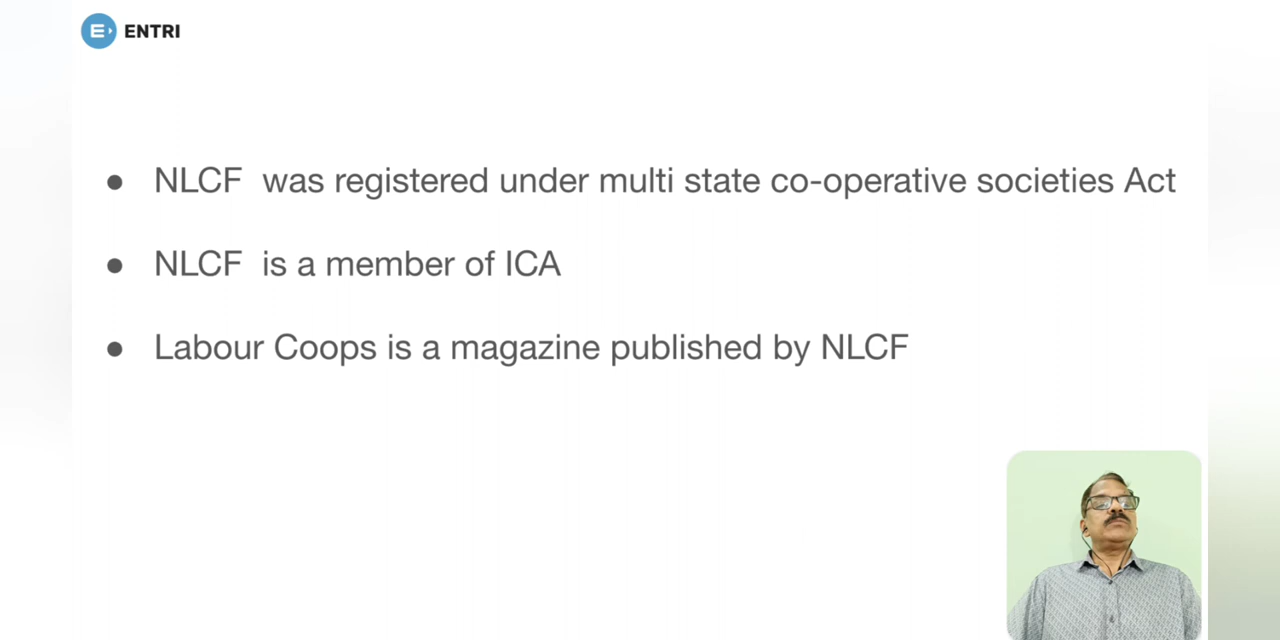 ENTRI
● NLCF was registered under multi state co-operative societies Act
● NLCF is a member of ICA
● Labour Coops is a magazine published by NLCF